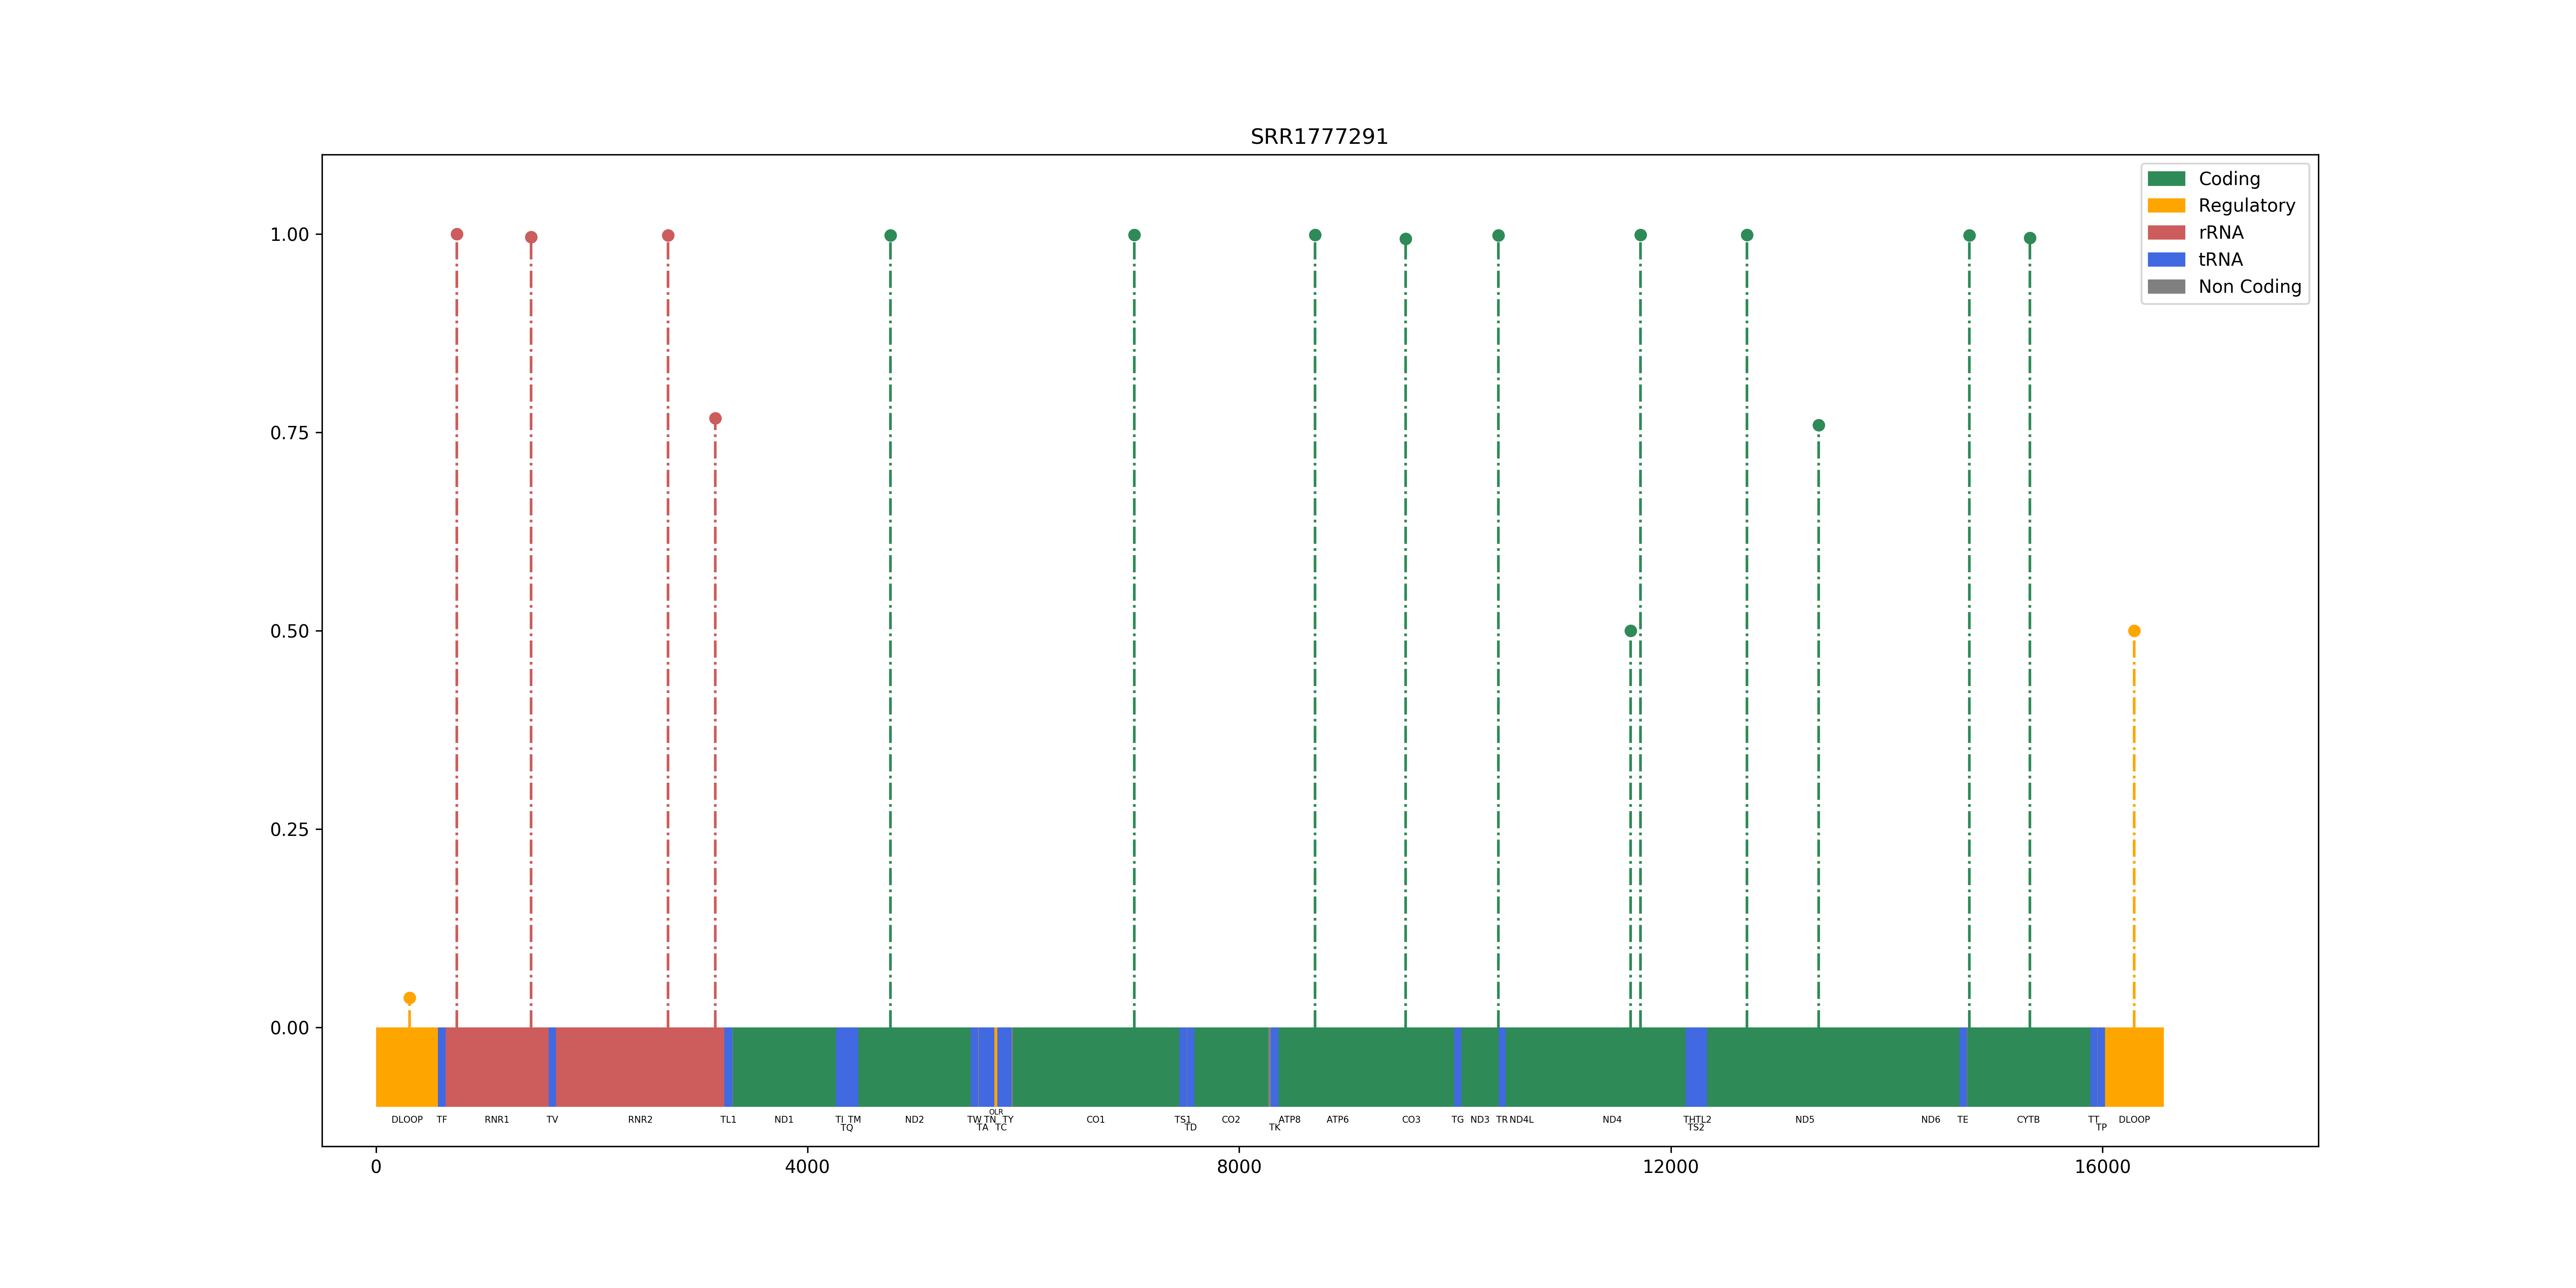 SRR1777291
Coding
Regulatory
rRNA
tRNA
Non Coding
1.00
0.75
0.50
0.25
0.00
OLR
DLOOP TF RNR1 TV RNR2 TL1 ND1 TI TM ND2 TW TN TY CO1 TS1 CO2 ATP8 ATP6 CO3 TG ND3 TR ND4L ND4 TH TL2 ND5 ND6 TE CYTB TT DLOOP
TQ TA TC TD TK TS2 TP
0 4000 8000 12000 16000